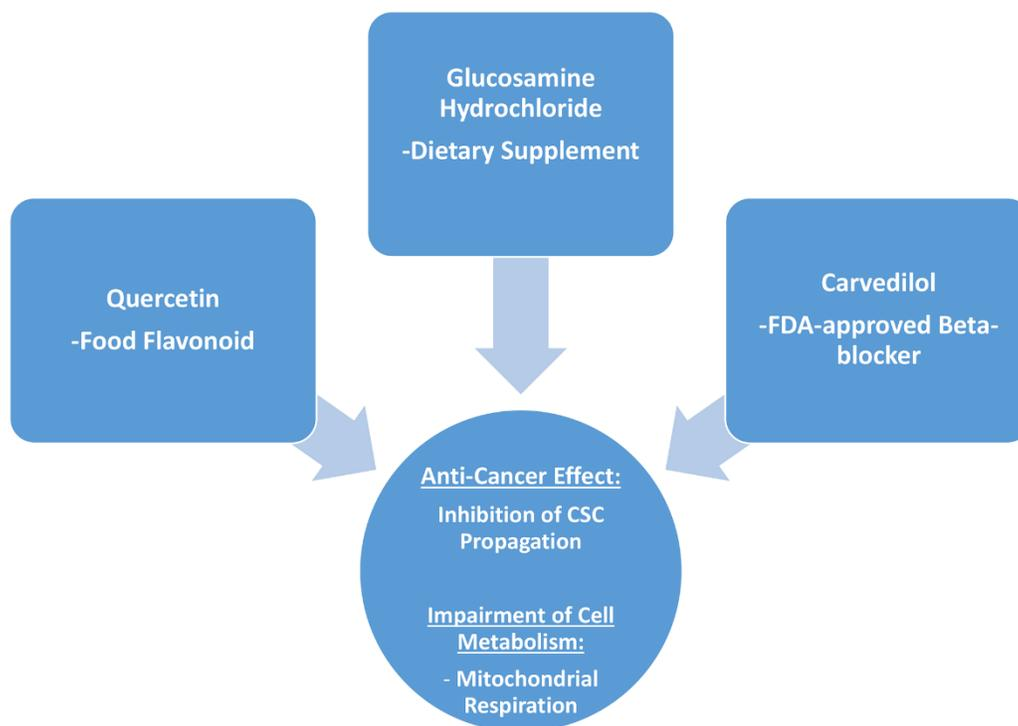 Glucosamine
Hydrochloride
-Dietary Supplement
Quercetin
-Food Flavonoid
Carvedilol
-FDA-approved Beta-
blocker
Anti-Cancer Effect:
Inhibition of CSC
Propagation
Impairment of Cell
Metabolism:
- Mitochondrial
Respiration